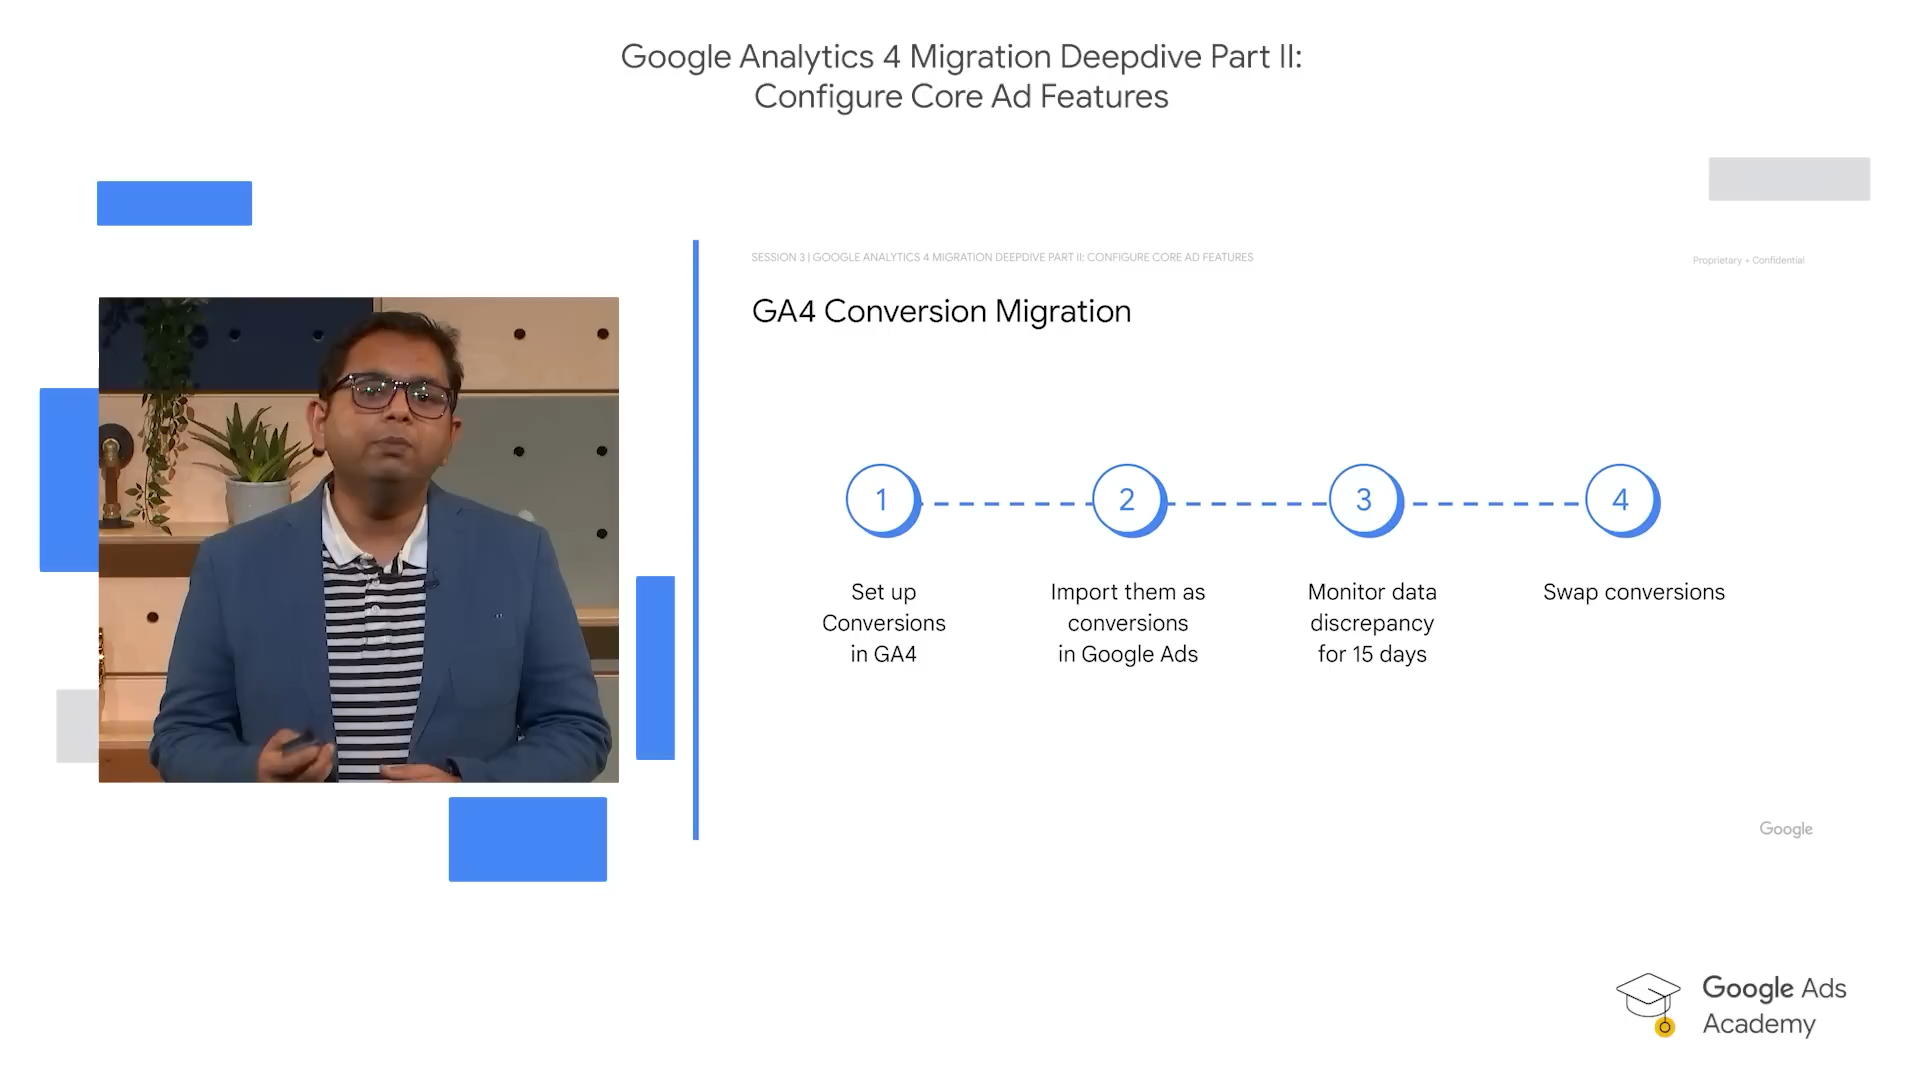 Google Analytics 4 Migration Deepdive Part II:
Configure Core Ad Features
SESSION 3 | GOOGLE ANALYTICS 4 MIGRATION DEEPDIVE PART II: CONFIGURE CORE AD FEATURES
Proprietary + Confidential
GA4 Conversion Migration
1
2
3
4
Set up
Conversions
in GA4
Import them as
conversions
in Google Ads
Monitor data
discrepancy
for 15 days
Swap conversions
Google
Google Ads
Academy